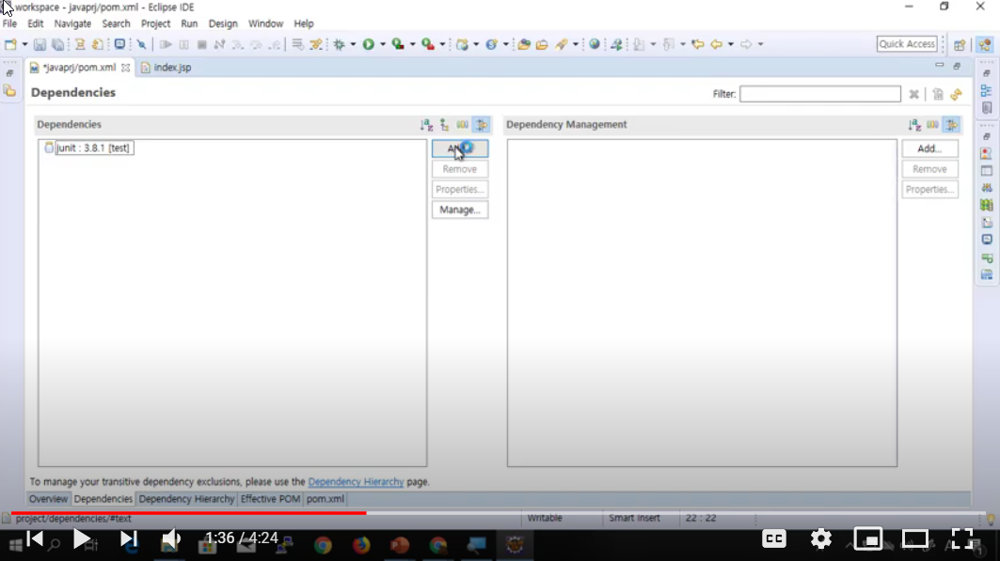 workspace - javaprj/pom.xml - Eclipse IDE
File Edit Navigate Search Project Run Design Window Help
Quick Access
*javaprj/pom.xml index.jsp
Dependencies
Filter:
Dependencies
Dependency Management
junit : 3.8.1 [test]
Add...
Remove
Remove
Properties...
Properties...
Manage...
To manage your transitive dependency exclusions, please use the Dependency Hierarchy page.
Overview Dependencies Dependency Hierarchy Effective POM pom.xml
project/dependencies/#text Writable Smart Insert 22 : 22
1:36 / 4:24
CC